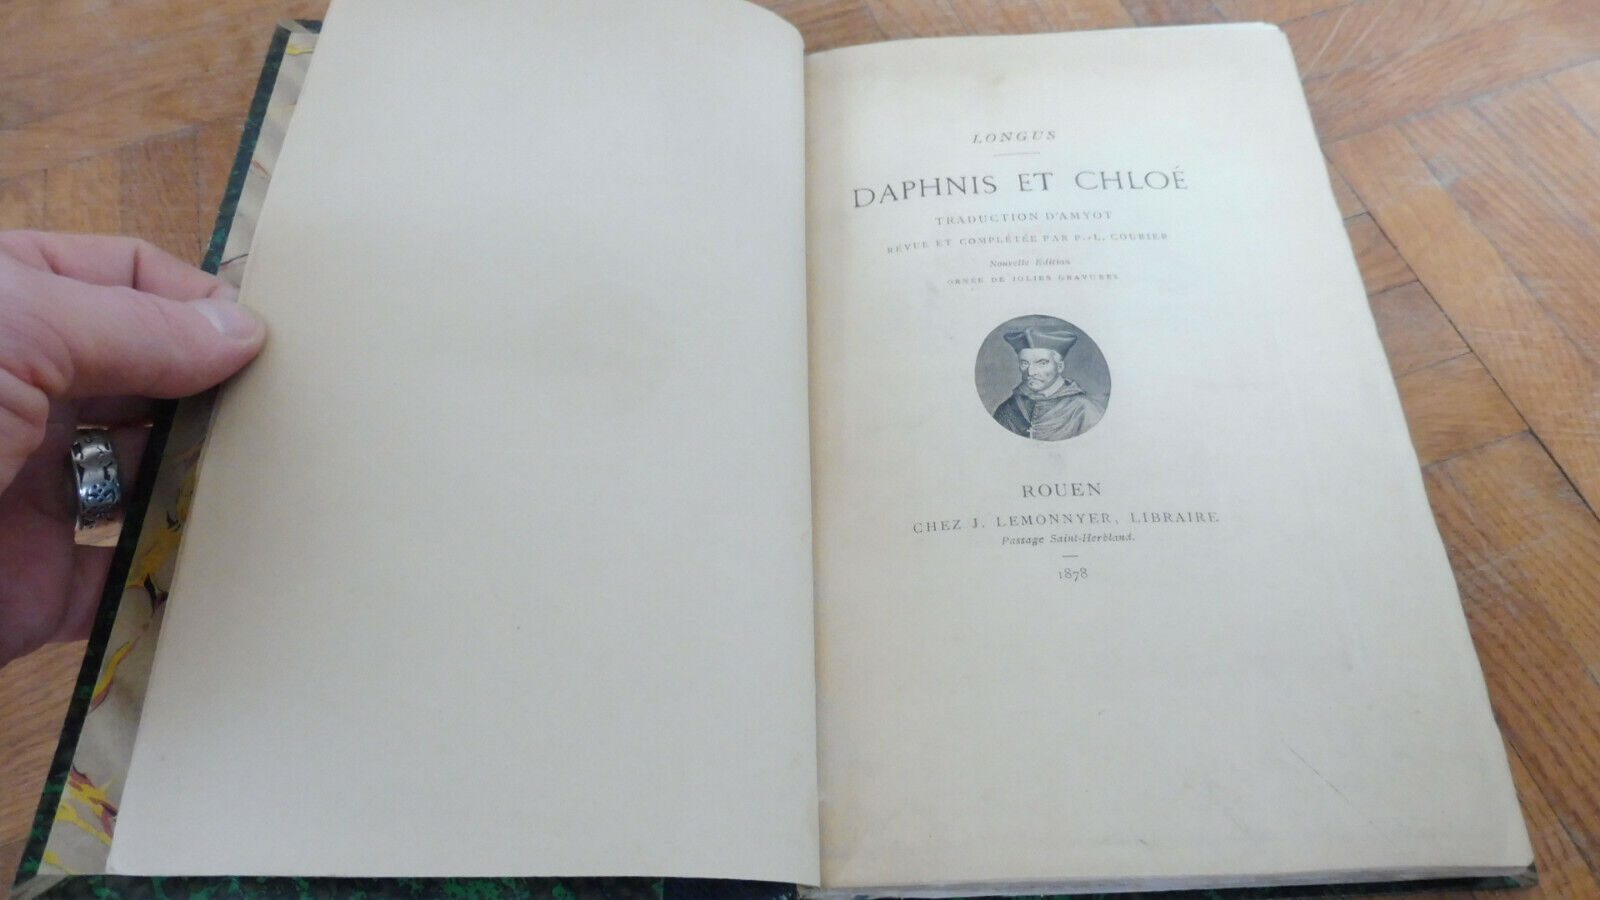 LONGUS
DAPHNIS ET CHLOÉ
TRADUCTION D'AMYOT
REVUE ET COMPLÉTÉE PAR P.-L. COURIER
Nouvelle Édition
ORNÉE DE JOLIES GRAVURES
ROUEN
CHEZ J. LEMONNYER, LIBRAIRE
Passage Saint-Herbland.
1878